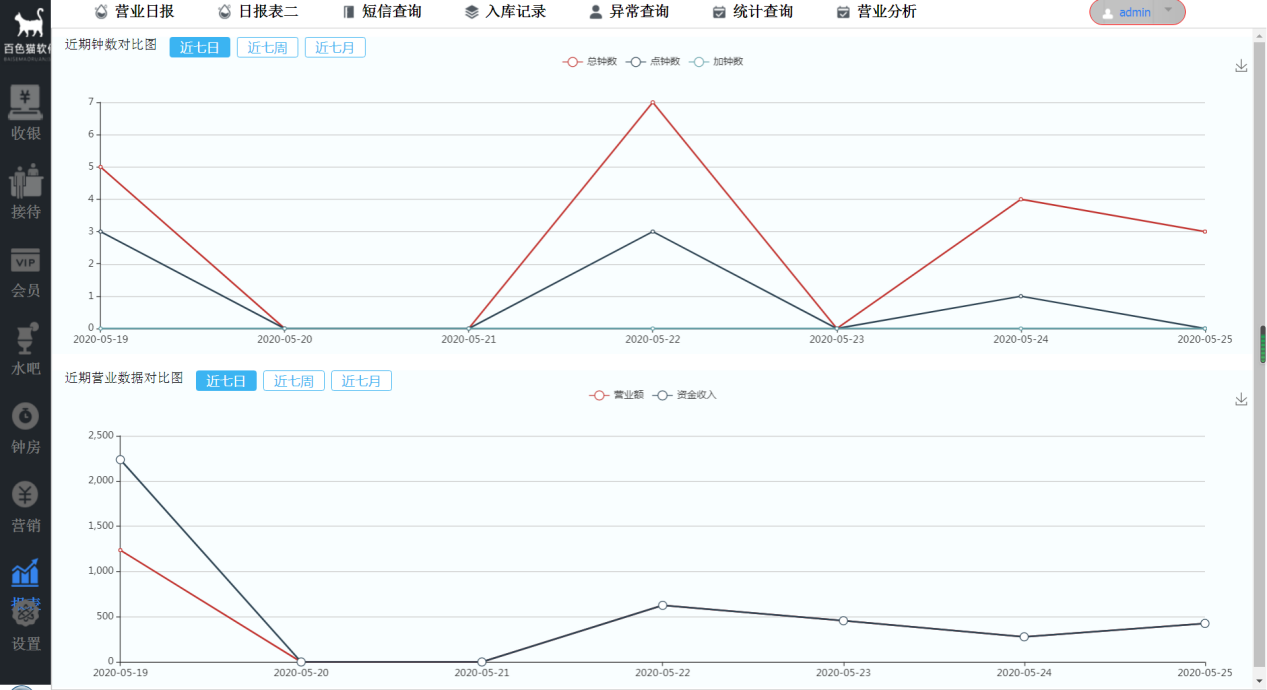 营业日报 日报表二 短信查询 入库记录 异常查询 统计查询 营业分析 admin
百色猫软件
收银
接待
VIP
会员
水吧
钟房
营销
报表
设置
近期钟数对比图 近七日 近七周 近七月
总钟数 点钟数 加钟数
7
6
5
4
3
2
1
0
2020-05-19 2020-05-20 2020-05-21 2020-05-22 2020-05-23 2020-05-24 2020-05-25
近期营业数据对比图 近七日 近七周 近七月
营业额 资金收入
2,500
2,000
1,500
1,000
500
0
2020-05-19 2020-05-20 2020-05-21 2020-05-22 2020-05-23 2020-05-24 2020-05-25